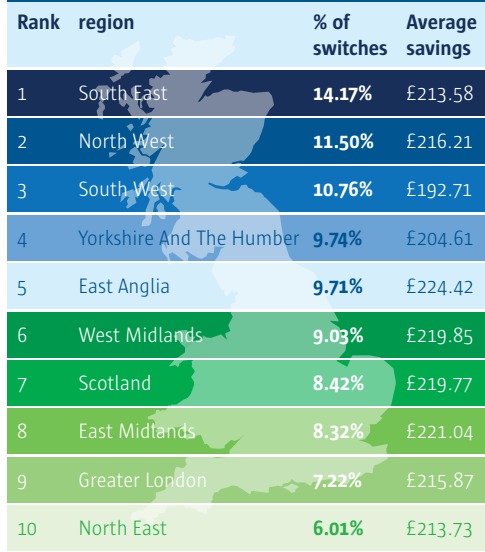 Rank region % of switches Average savings
1 South East 14.17% £213.58
2 North West 11.50% £216.21
3 South West 10.76% £192.71
4 Yorkshire And The Humber 9.74% £204.61
5 East Anglia 9.71% £224.42
6 West Midlands 9.03% £219.85
7 Scotland 8.42% £219.77
8 East Midlands 8.32% £221.04
9 Greater London 7.22% £215.87
10 North East 6.01% £213.73